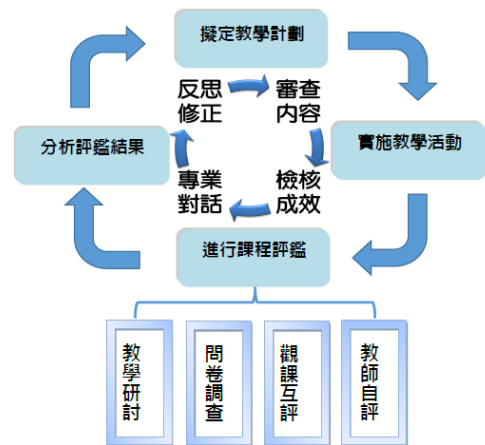 擬定教學計劃
反思
修正
審查
內容
分析評鑑結果
實施教學活動
專業
對話
檢核
成效
進行課程評鑑
教學研討
問卷調查
觀課互評
教師自評